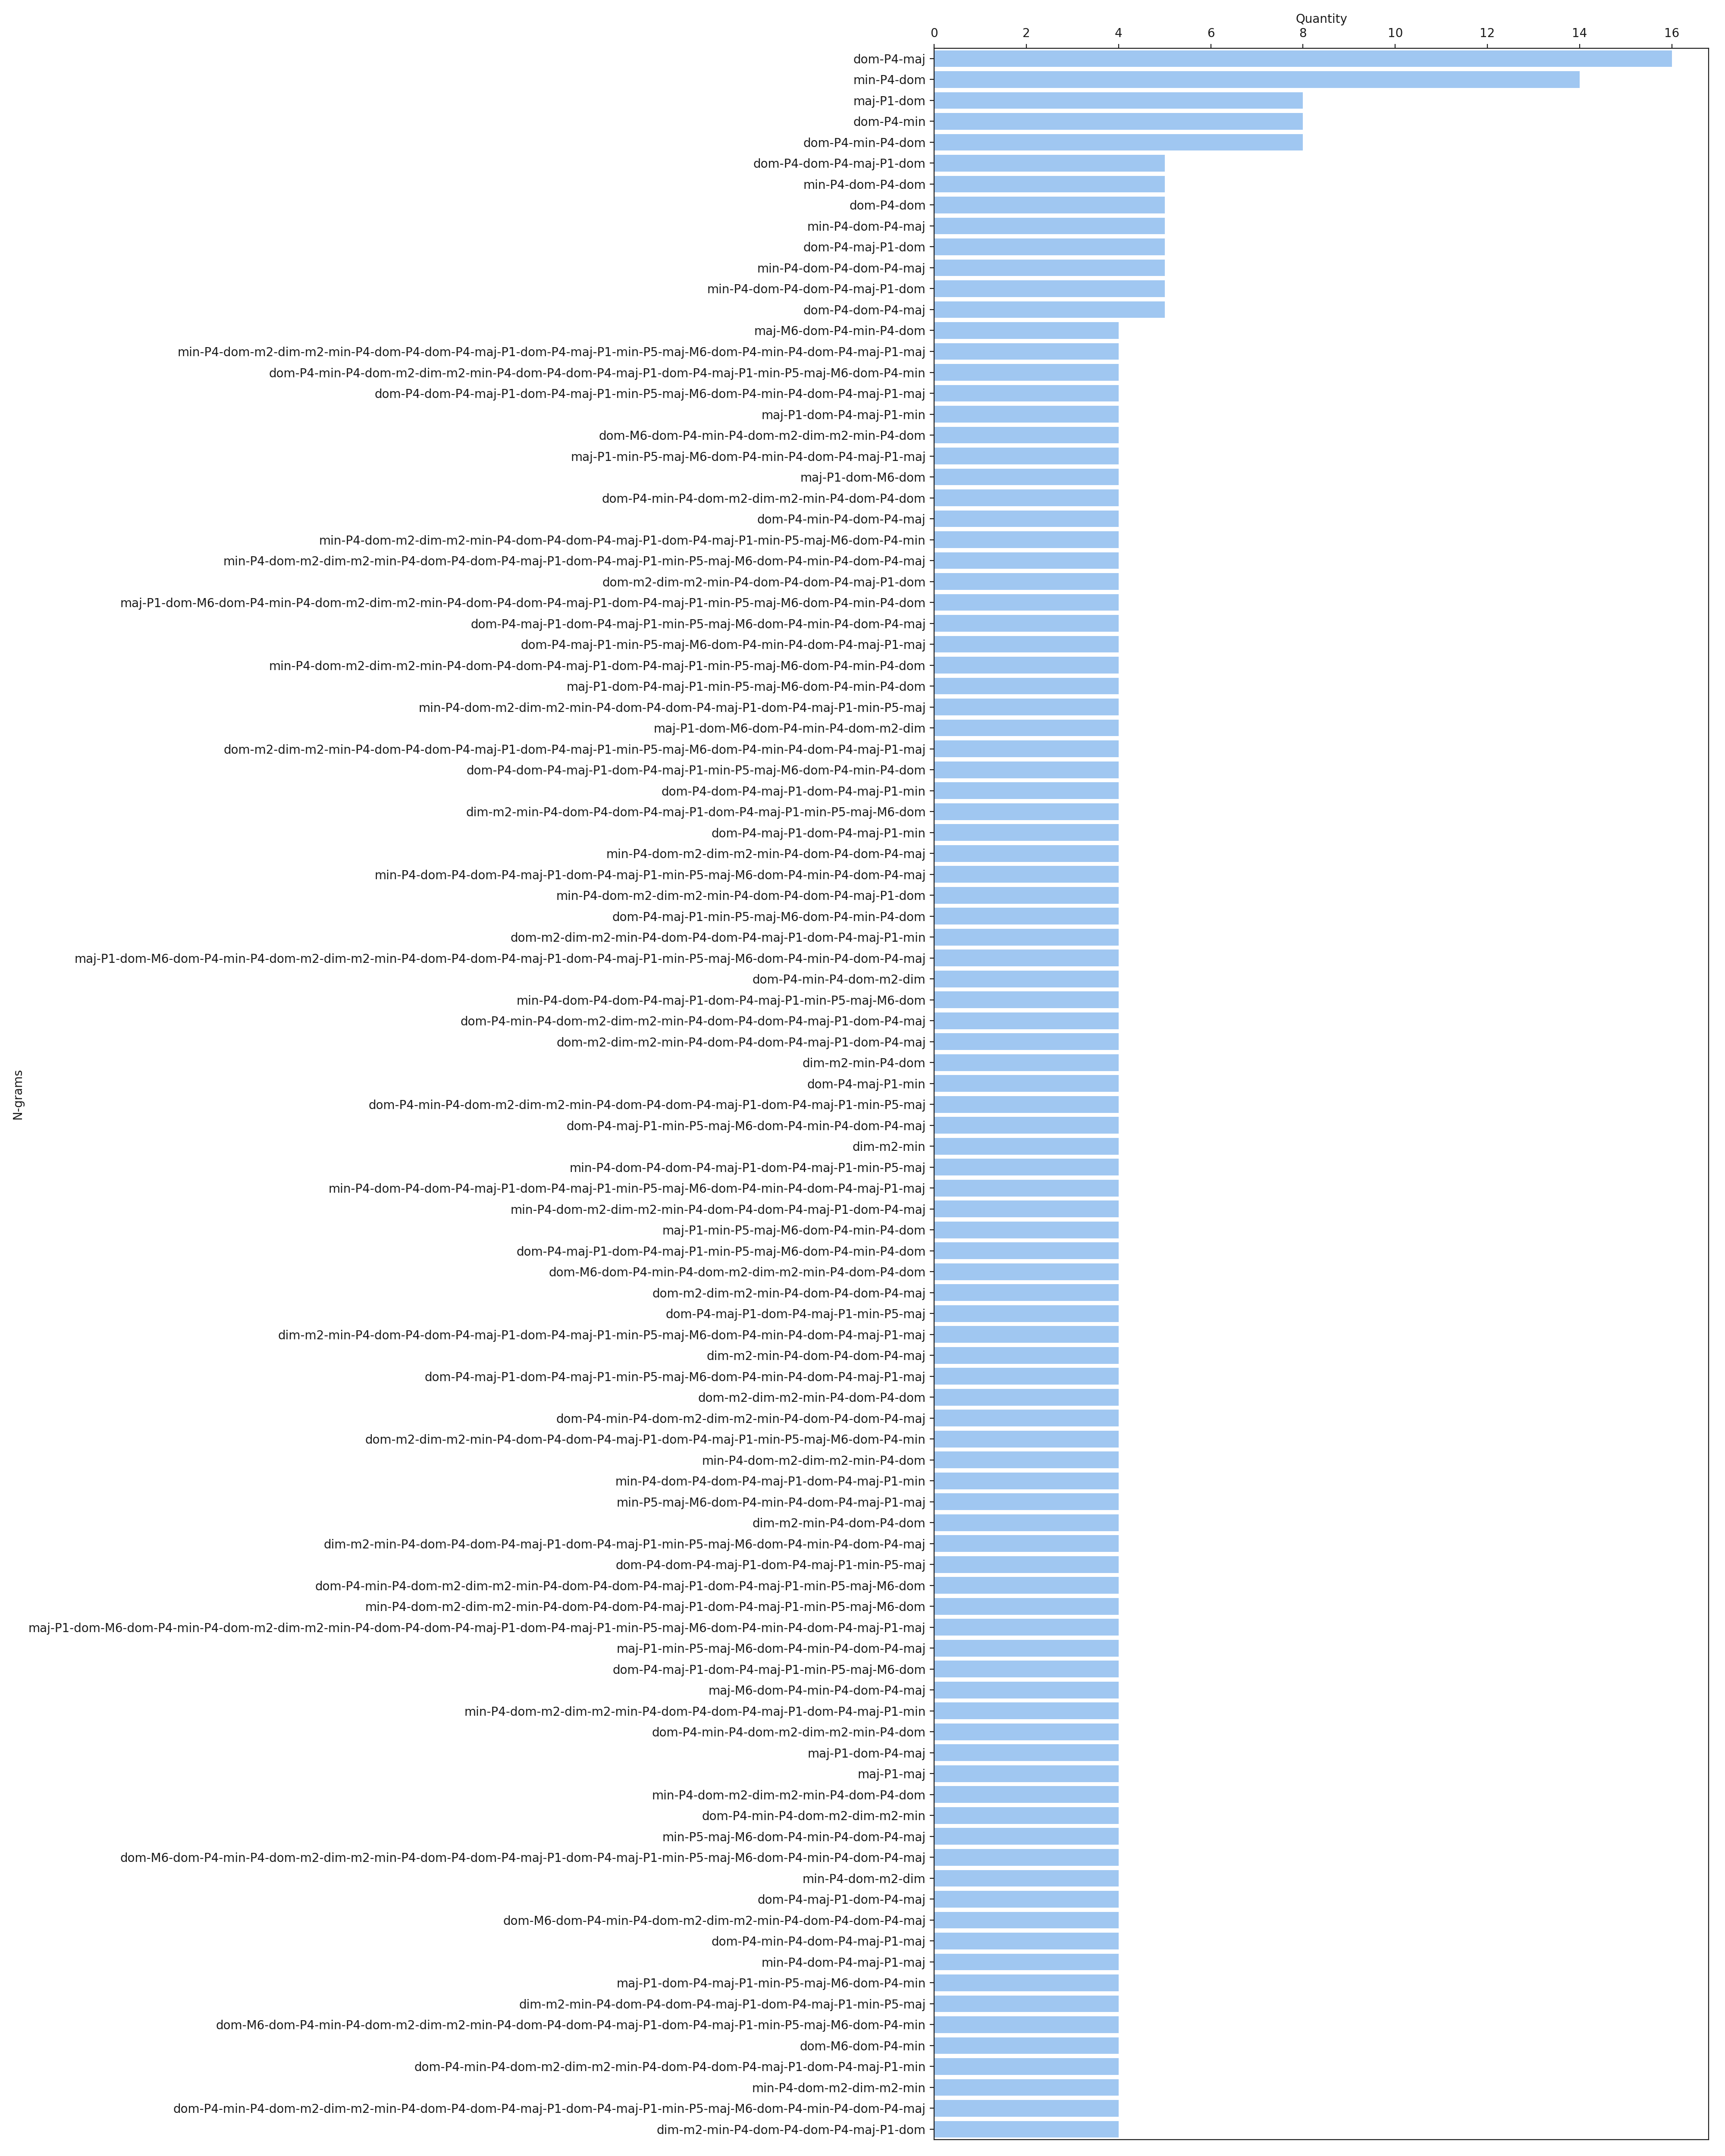 Quantity
0 2 4 6 8 10 12 14 16
dom-P4-maj
min-P4-dom
maj-P1-dom
dom-P4-min
dom-P4-min-P4-dom
dom-P4-dom-P4-maj-P1-dom
min-P4-dom-P4-dom
dom-P4-dom
min-P4-dom-P4-maj
dom-P4-maj-P1-dom
min-P4-dom-P4-dom-P4-maj
min-P4-dom-P4-dom-P4-maj-P1-dom
dom-P4-dom-P4-maj
maj-M6-dom-P4-min-P4-dom
min-P4-dom-m2-dim-m2-min-P4-dom-P4-dom-P4-maj-P1-dom-P4-maj-P1-min-P5-maj-M6-dom-P4-min-P4-dom-P4-maj-P1-maj
dom-P4-min-P4-dom-m2-dim-m2-min-P4-dom-P4-dom-P4-maj-P1-dom-P4-maj-P1-min-P5-maj-M6-dom-P4-min
dom-P4-dom-P4-maj-P1-dom-P4-maj-P1-min-P5-maj-M6-dom-P4-min-P4-dom-P4-maj-P1-maj
maj-P1-dom-P4-maj-P1-min
dom-M6-dom-P4-min-P4-dom-m2-dim-m2-min-P4-dom
maj-P1-min-P5-maj-M6-dom-P4-min-P4-dom-P4-maj-P1-maj
maj-P1-dom-M6-dom
dom-P4-min-P4-dom-m2-dim-m2-min-P4-dom-P4-dom
dom-P4-min-P4-dom-P4-maj
min-P4-dom-m2-dim-m2-min-P4-dom-P4-dom-P4-maj-P1-dom-P4-maj-P1-min-P5-maj-M6-dom-P4-min
min-P4-dom-m2-dim-m2-min-P4-dom-P4-dom-P4-maj-P1-dom-P4-maj-P1-min-P5-maj-M6-dom-P4-min-P4-dom-P4-maj
dom-m2-dim-m2-min-P4-dom-P4-dom-P4-maj-P1-dom
maj-P1-dom-M6-dom-P4-min-P4-dom-m2-dim-m2-min-P4-dom-P4-dom-P4-maj-P1-dom-P4-maj-P1-min-P5-maj-M6-dom-P4-min-P4-dom
dom-P4-maj-P1-dom-P4-maj-P1-min-P5-maj-M6-dom-P4-min-P4-dom-P4-maj
dom-P4-maj-P1-min-P5-maj-M6-dom-P4-min-P4-dom-P4-maj-P1-maj
min-P4-dom-m2-dim-m2-min-P4-dom-P4-dom-P4-maj-P1-dom-P4-maj-P1-min-P5-maj-M6-dom-P4-min-P4-dom
maj-P1-dom-P4-maj-P1-min-P5-maj-M6-dom-P4-min-P4-dom
min-P4-dom-m2-dim-m2-min-P4-dom-P4-dom-P4-maj-P1-dom-P4-maj-P1-min-P5-maj
maj-P1-dom-M6-dom-P4-min-P4-dom-m2-dim
dom-m2-dim-m2-min-P4-dom-P4-dom-P4-maj-P1-dom-P4-maj-P1-min-P5-maj-M6-dom-P4-min-P4-dom-P4-maj-P1-maj
dom-P4-dom-P4-maj-P1-dom-P4-maj-P1-min-P5-maj-M6-dom-P4-min-P4-dom
dom-P4-dom-P4-maj-P1-dom-P4-maj-P1-min
dim-m2-min-P4-dom-P4-dom-P4-maj-P1-dom-P4-maj-P1-min-P5-maj-M6-dom
dom-P4-maj-P1-dom-P4-maj-P1-min
min-P4-dom-m2-dim-m2-min-P4-dom-P4-dom-P4-maj
min-P4-dom-P4-dom-P4-maj-P1-dom-P4-maj-P1-min-P5-maj-M6-dom-P4-min-P4-dom-P4-maj
min-P4-dom-m2-dim-m2-min-P4-dom-P4-dom-P4-maj-P1-dom
dom-P4-maj-P1-min-P5-maj-M6-dom-P4-min-P4-dom
dom-m2-dim-m2-min-P4-dom-P4-dom-P4-maj-P1-dom-P4-maj-P1-min
maj-P1-dom-M6-dom-P4-min-P4-dom-m2-dim-m2-min-P4-dom-P4-dom-P4-maj-P1-dom-P4-maj-P1-min-P5-maj-M6-dom-P4-min-P4-dom-P4-maj
dom-P4-min-P4-dom-m2-dim
min-P4-dom-P4-dom-P4-maj-P1-dom-P4-maj-P1-min-P5-maj-M6-dom
dom-P4-min-P4-dom-m2-dim-m2-min-P4-dom-P4-dom-P4-maj-P1-dom-P4-maj
dom-m2-dim-m2-min-P4-dom-P4-dom-P4-maj-P1-dom-P4-maj
dim-m2-min-P4-dom
dom-P4-maj-P1-min
N-grams
dom-P4-min-P4-dom-m2-dim-m2-min-P4-dom-P4-dom-P4-maj-P1-dom-P4-maj-P1-min-P5-maj
dom-P4-maj-P1-min-P5-maj-M6-dom-P4-min-P4-dom-P4-maj
dim-m2-min
min-P4-dom-P4-dom-P4-maj-P1-dom-P4-maj-P1-min-P5-maj
min-P4-dom-P4-dom-P4-maj-P1-dom-P4-maj-P1-min-P5-maj-M6-dom-P4-min-P4-dom-P4-maj-P1-maj
min-P4-dom-m2-dim-m2-min-P4-dom-P4-dom-P4-maj-P1-dom-P4-maj
maj-P1-min-P5-maj-M6-dom-P4-min-P4-dom
dom-P4-maj-P1-dom-P4-maj-P1-min-P5-maj-M6-dom-P4-min-P4-dom
dom-M6-dom-P4-min-P4-dom-m2-dim-m2-min-P4-dom-P4-dom
dom-m2-dim-m2-min-P4-dom-P4-dom-P4-maj
dom-P4-maj-P1-dom-P4-maj-P1-min-P5-maj
dim-m2-min-P4-dom-P4-dom-P4-maj-P1-dom-P4-maj-P1-min-P5-maj-M6-dom-P4-min-P4-dom-P4-maj-P1-maj
dim-m2-min-P4-dom-P4-dom-P4-maj
dom-P4-maj-P1-dom-P4-maj-P1-min-P5-maj-M6-dom-P4-min-P4-dom-P4-maj-P1-maj
dom-m2-dim-m2-min-P4-dom-P4-dom
dom-P4-min-P4-dom-m2-dim-m2-min-P4-dom-P4-dom-P4-maj
dom-m2-dim-m2-min-P4-dom-P4-dom-P4-maj-P1-dom-P4-maj-P1-min-P5-maj-M6-dom-P4-min
min-P4-dom-m2-dim-m2-min-P4-dom
min-P4-dom-P4-dom-P4-maj-P1-dom-P4-maj-P1-min
min-P5-maj-M6-dom-P4-min-P4-dom-P4-maj-P1-maj
dim-m2-min-P4-dom-P4-dom
dim-m2-min-P4-dom-P4-dom-P4-maj-P1-dom-P4-maj-P1-min-P5-maj-M6-dom-P4-min-P4-dom-P4-maj
dom-P4-dom-P4-maj-P1-dom-P4-maj-P1-min-P5-maj
dom-P4-min-P4-dom-m2-dim-m2-min-P4-dom-P4-dom-P4-maj-P1-dom-P4-maj-P1-min-P5-maj-M6-dom
min-P4-dom-m2-dim-m2-min-P4-dom-P4-dom-P4-maj-P1-dom-P4-maj-P1-min-P5-maj-M6-dom
maj-P1-dom-M6-dom-P4-min-P4-dom-m2-dim-m2-min-P4-dom-P4-dom-P4-maj-P1-dom-P4-maj-P1-min-P5-maj-M6-dom-P4-min-P4-dom-P4-maj-P1-maj
maj-P1-min-P5-maj-M6-dom-P4-min-P4-dom-P4-maj
dom-P4-maj-P1-dom-P4-maj-P1-min-P5-maj-M6-dom
maj-M6-dom-P4-min-P4-dom-P4-maj
min-P4-dom-m2-dim-m2-min-P4-dom-P4-dom-P4-maj-P1-dom-P4-maj-P1-min
dom-P4-min-P4-dom-m2-dim-m2-min-P4-dom
maj-P1-dom-P4-maj
maj-P1-maj
min-P4-dom-m2-dim-m2-min-P4-dom-P4-dom
dom-P4-min-P4-dom-m2-dim-m2-min
min-P5-maj-M6-dom-P4-min-P4-dom-P4-maj
dom-M6-dom-P4-min-P4-dom-m2-dim-m2-min-P4-dom-P4-dom-P4-maj-P1-dom-P4-maj-P1-min-P5-maj-M6-dom-P4-min-P4-dom-P4-maj
min-P4-dom-m2-dim
dom-P4-maj-P1-dom-P4-maj
dom-M6-dom-P4-min-P4-dom-m2-dim-m2-min-P4-dom-P4-dom-P4-maj
dom-P4-min-P4-dom-P4-maj-P1-maj
min-P4-dom-P4-maj-P1-maj
maj-P1-dom-P4-maj-P1-min-P5-maj-M6-dom-P4-min
dim-m2-min-P4-dom-P4-dom-P4-maj-P1-dom-P4-maj-P1-min-P5-maj
dom-M6-dom-P4-min-P4-dom-m2-dim-m2-min-P4-dom-P4-dom-P4-maj-P1-dom-P4-maj-P1-min-P5-maj-M6-dom-P4-min
dom-M6-dom-P4-min
dom-P4-min-P4-dom-m2-dim-m2-min-P4-dom-P4-dom-P4-maj-P1-dom-P4-maj-P1-min
min-P4-dom-m2-dim-m2-min
dom-P4-min-P4-dom-m2-dim-m2-min-P4-dom-P4-dom-P4-maj-P1-dom-P4-maj-P1-min-P5-maj-M6-dom-P4-min-P4-dom-P4-maj
dim-m2-min-P4-dom-P4-dom-P4-maj-P1-dom